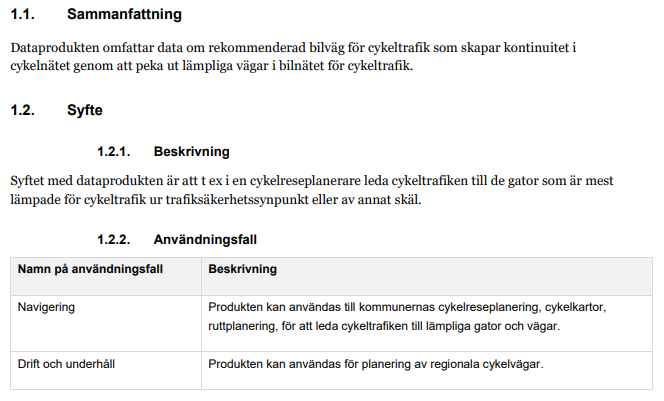 1.1. Sammanfattning
Dataprodukten omfattar data om rekommenderad bilväg för cykeltrafik som skapar kontinuitet i
cykelnätet genom att peka ut lämpliga vägar i bilnätet för cykeltrafik.
1.2. Syfte
1.2.1. Beskrivning
Syftet med dataprodukten är att t ex i en cykelreseplanerare leda cykeltrafiken till de gator som är mest
lämpade för cykeltrafik ur trafiksäkerhetssynpunkt eller av annat skäl.
1.2.2. Användningsfall
Namn på användningsfall Beskrivning
Navigering Produkten kan användas till kommunernas cykelreseplanering, cykelkartor,
ruttplanering, för att leda cykeltrafiken till lämpliga gator och vägar.
Drift och underhåll Produkten kan användas för planering av regionala cykelvägar.